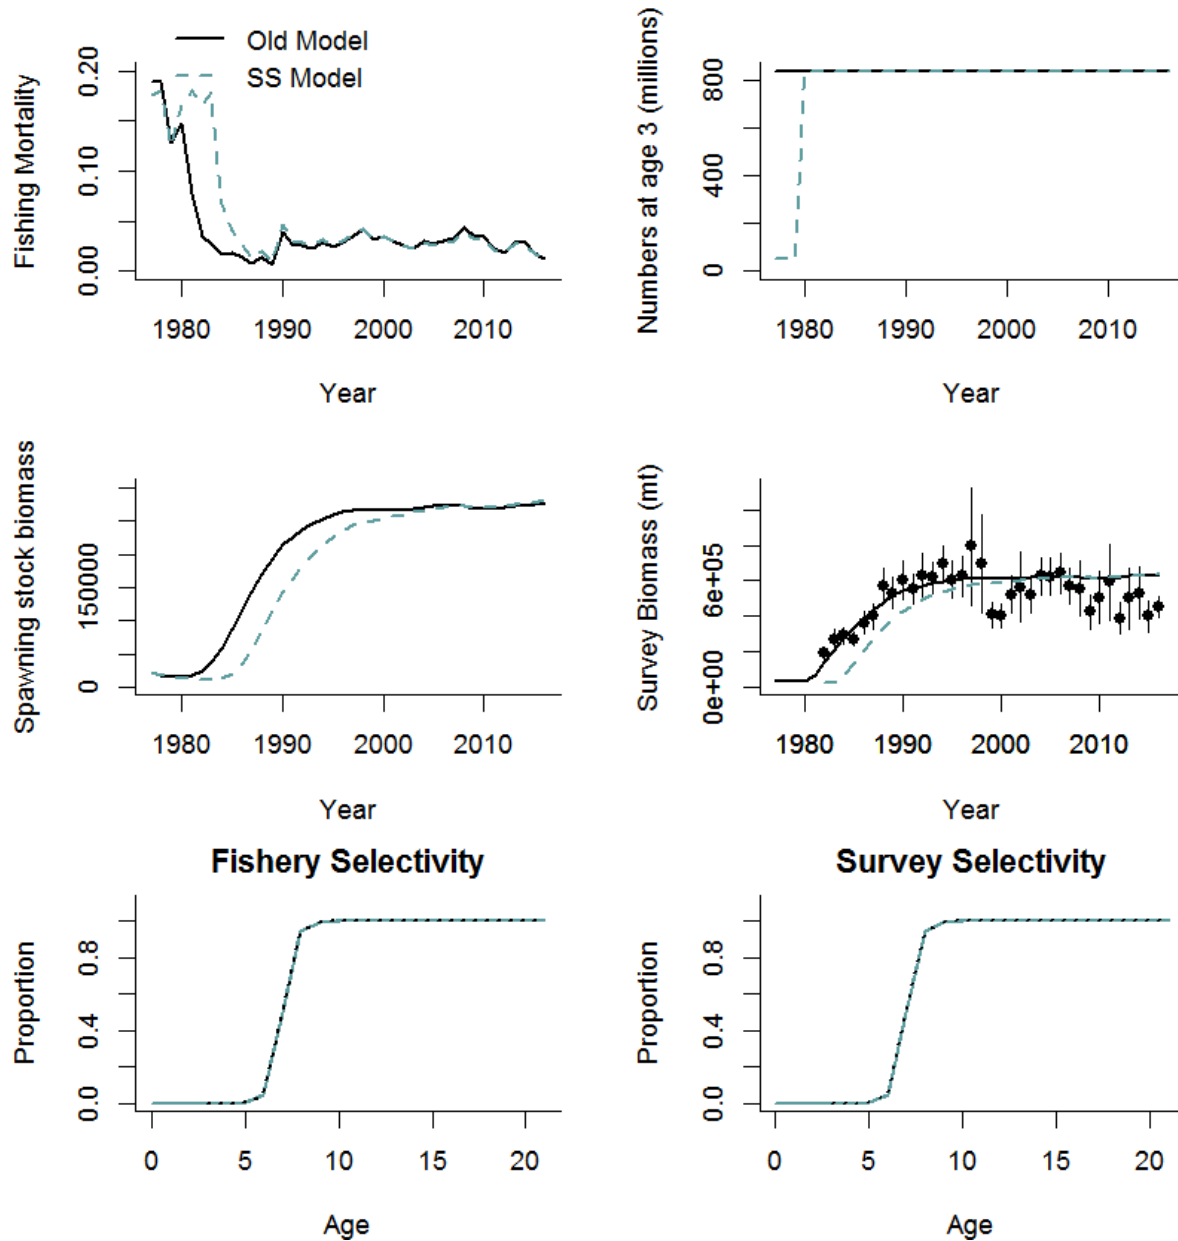 Old Model
SS Model
Fishing Mortality
0.00 0.10 0.20
1980 1990 2000 2010
Year
Numbers at age 3 (millions)
0 400 800
1980 1990 2000 2010
Year
Spawning stock biomass
0 150000
1980 1990 2000 2010
Year
Survey Biomass (mt)
0e+00 6e+05
1980 1990 2000 2010
Year
Fishery Selectivity
Proportion
0.0 0.4 0.8
0 5 10 15 20
Age
Survey Selectivity
Proportion
0.0 0.4 0.8
0 5 10 15 20
Age